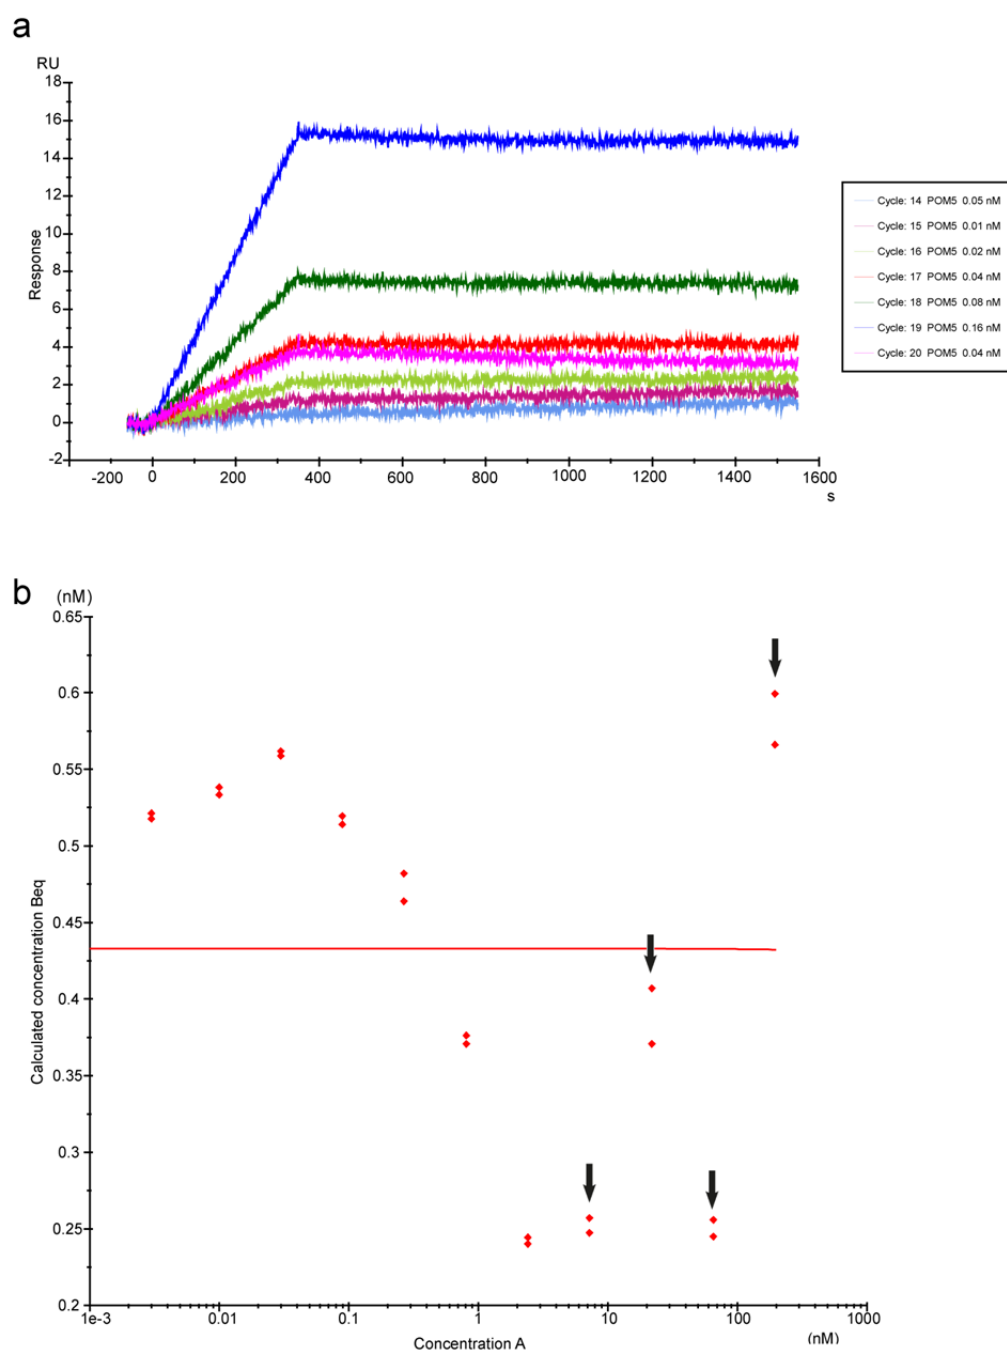 a
RU
18
16
14
12
10
8
6
4
2
0
-2
Response
-200 0 200 400 600 800 1000 1200 1400 1600
s
Cycle: 14 POM5 0.05 nM
Cycle: 15 POM5 0.01 nM
Cycle: 16 POM5 0.02 nM
Cycle: 17 POM5 0.04 nM
Cycle: 18 POM5 0.08 nM
Cycle: 19 POM5 0.16 nM
Cycle: 20 POM5 0.04 nM
b
(nM)
0.65
0.6
0.55
0.5
0.45
0.4
0.35
0.3
0.25
0.2
Calculated concentration Beq
1e-3 0.01 0.1 1 10 100 1000
Concentration A
(nM)